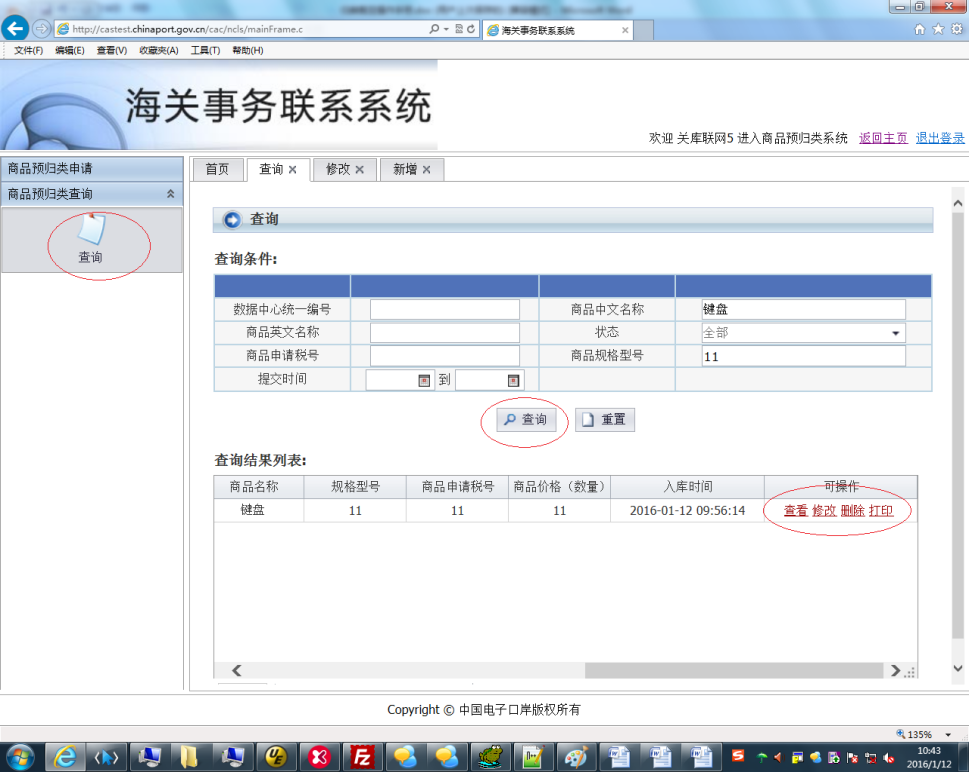 http://castest.chinaport.gov.cn/cac/ncls/mainFrame.c
海关事务联系系统
文件(F) 编辑(E) 查看(V) 收藏夹(A) 工具(T) 帮助(H)
海关事务联系系统
欢迎 关库联网5 进入商品预归类系统 返回主页 退出登录
商品预归类申请
商品预归类查询
查询
首页 查询 修改 新增
查询
查询条件:
数据中心统一编号 商品中文名称 键盘
商品英文名称 状态 全部
商品申请税号 商品规格型号 11
提交时间 到
查询 重置
查询结果列表:
商品名称 规格型号 商品申请税号 商品价格（数量） 入库时间 可操作
键盘 11 11 11 2016-01-12 09:56:14 查看 修改 删除 打印
Copyright © 中国电子口岸版权所有
135%
10:43
2016/1/12